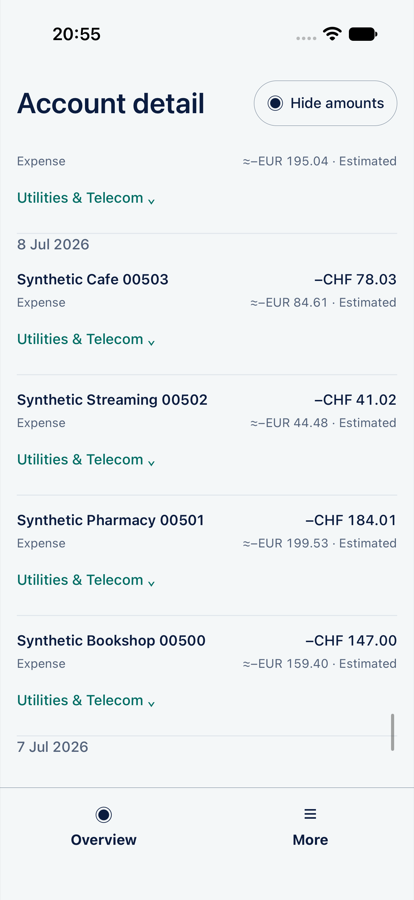 20:55
Account detail
Hide amounts
Expense ≈−EUR 195.04 · Estimated
Utilities & Telecom
8 Jul 2026
Synthetic Cafe 00503 −CHF 78.03
Expense ≈−EUR 84.61 · Estimated
Utilities & Telecom
Synthetic Streaming 00502 −CHF 41.02
Expense ≈−EUR 44.48 · Estimated
Utilities & Telecom
Synthetic Pharmacy 00501 −CHF 184.01
Expense ≈−EUR 199.53 · Estimated
Utilities & Telecom
Synthetic Bookshop 00500 −CHF 147.00
Expense ≈−EUR 159.40 · Estimated
Utilities & Telecom
7 Jul 2026
Overview More